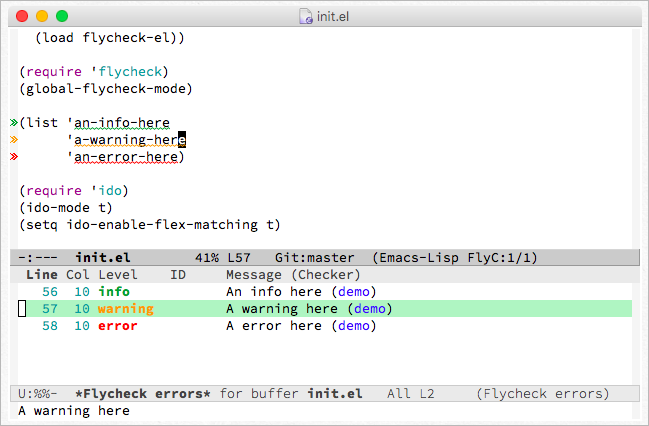 init.el
(load flycheck-el))
(require 'flycheck)
(global-flycheck-mode)
(list 'an-info-here
'a-warning-here
'an-error-here)
(require 'ido)
(ido-mode t)
(setq ido-enable-flex-matching t)
-:--- init.el 41% L57 Git:master (Emacs-Lisp FlyC:1/1)
Line Col Level ID Message (Checker)
56 10 info An info here (demo)
57 10 warning A warning here (demo)
58 10 error A error here (demo)
U:%%- *Flycheck errors* for buffer init.el All L2 (Flycheck errors)
A warning here